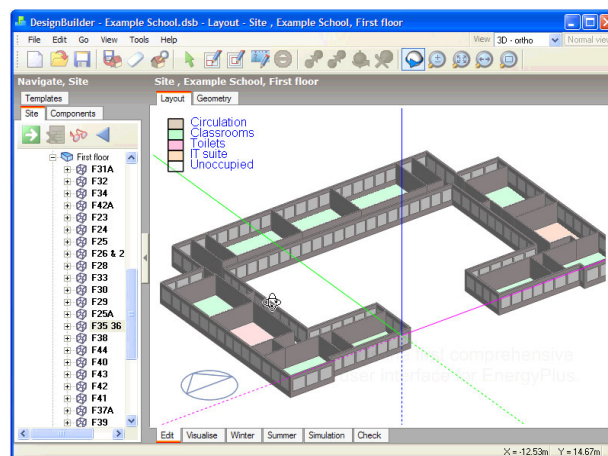 DesignBuilder - Example School.dsb - Layout - Site , Example School, First floor
File Edit Go View Tools Help
View 3D - ortho Normal view
Navigate, Site
Site , Example School, First floor
Templates
Layout Geometry
Site Components
Circulation
Classrooms
Toilets
IT suite
Unoccupied
First floor
F31A
F32
F34
F42A
F23
F24
F25
F26 & 2
F28
F33
F30
F29
F25A
F35 36
F38
F44
F40
F43
F42
F41
F37A
F39
comprehensive
user interface for EnergyPlus.
Edit Visualise Winter Summer Simulation Check
X = -12.53m Y = 14.67m